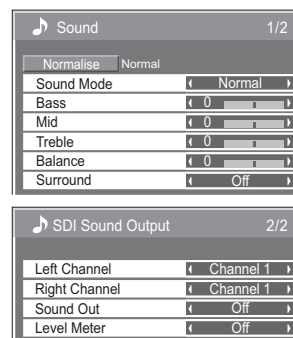 Sound 1/2
Normalise Normal
Sound Mode Normal
Bass 0
Mid 0
Treble 0
Balance 0
Surround Off
SDI Sound Output 2/2
Left Channel Channel 1
Right Channel Channel 1
Sound Out Off
Level Meter Off